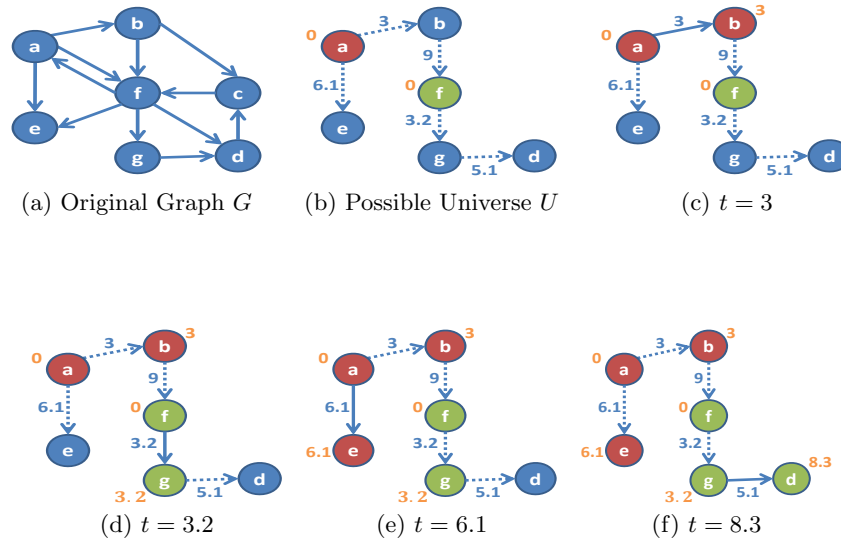 a b c d e f g
(a) Original Graph G
0 a 3 b 6.1 9 0 f e 3.2 g 5.1 d
(b) Possible Universe U
0 a 3 b 3 6.1 9 0 f e 3.2 g 5.1 d
(c) t = 3
0 a 3 b 3 6.1 9 0 f 3.2 e g 3.2 5.1 d
(d) t = 3.2
0 a 3 b 3 6.1 9 0 f 3.2 6.1 e g 3.2 5.1 d
(e) t = 6.1
0 a 3 b 3 6.1 9 0 f 3.2 6.1 e g 3.2 5.1 d 8.3
(f) t = 8.3